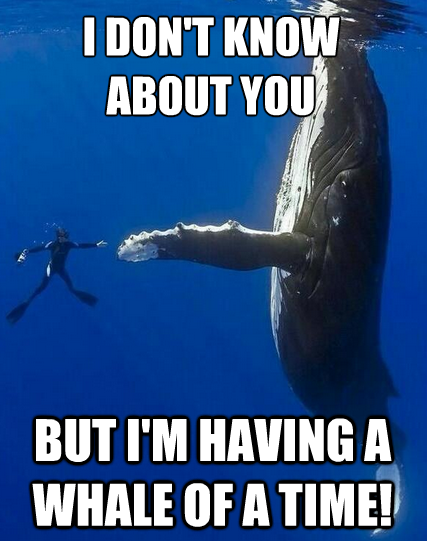 I DON'T KNOW
ABOUT YOU
BUT I'M HAVING A
WHALE OF A TIME!